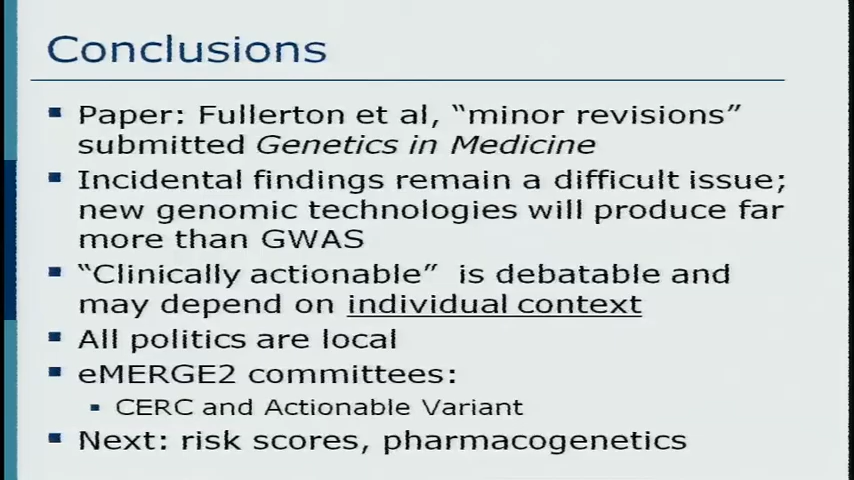 Conclusions
Paper: Fullerton et al, “minor revisions”
submitted Genetics in Medicine
Incidental findings remain a difficult issue;
new genomic technologies will produce far
more than GWAS
“Clinically actionable” is debatable and
may depend on individual context
All politics are local
eMERGE2 committees:
CERC and Actionable Variant
Next: risk scores, pharmacogenetics